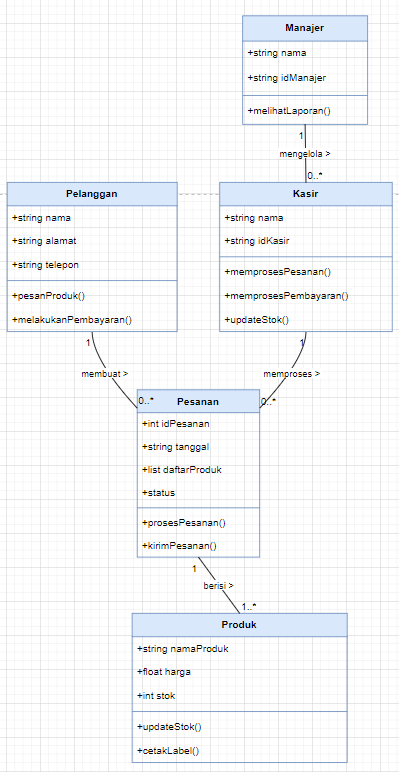 Manajer
+string nama
+string idManajer
+melihatLaporan()
1
mengelola >
0..*
Pelanggan
+string nama
+string alamat
+string telepon
+pesanProduk()
+melakukanPembayaran()
Kasir
+string nama
+string idKasir
+memprosesPesanan()
+memprosesPembayaran()
+updateStok()
1
membuat >
0..*
1
memproses >
0..*
Pesanan
+int idPesanan
+string tanggal
+list daftarProduk
+status
+prosesPesanan()
+kirimPesanan()
1
berisi >
1..*
Produk
+string namaProduk
+float harga
+int stok
+updateStok()
+cetakLabel()